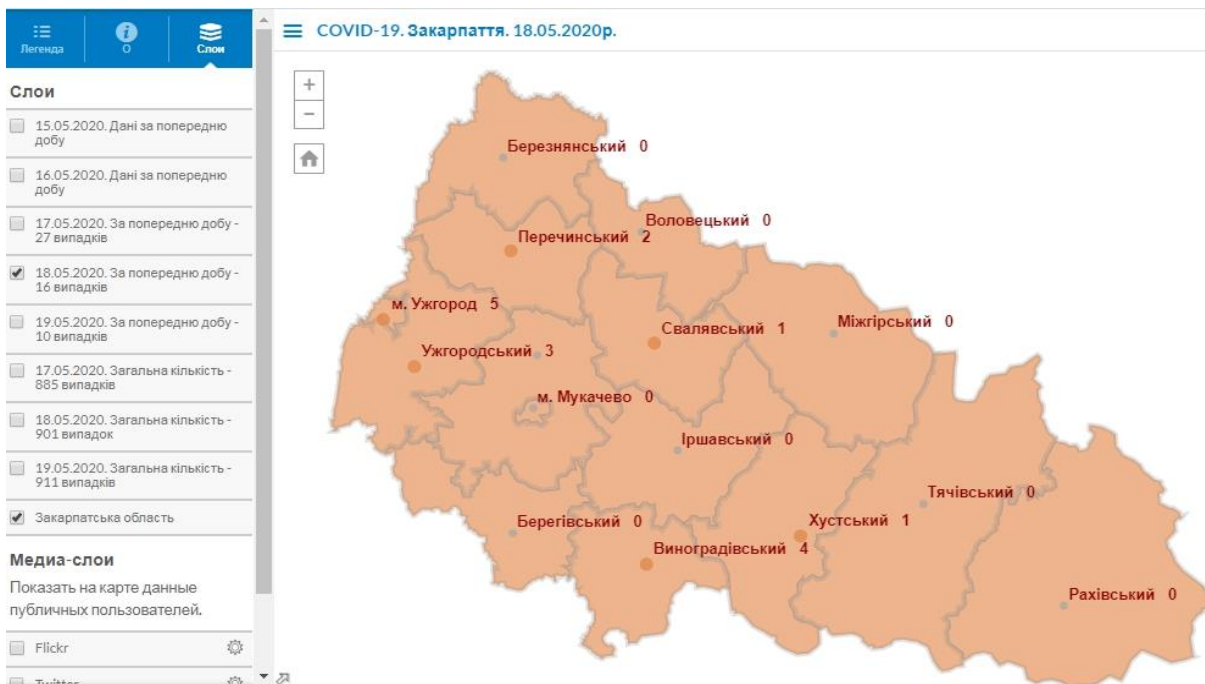 Легенда
О
Слои
COVID-19. Закарпаття. 18.05.2020р.
Слои
15.05.2020. Дані за попередню
добу
16.05.2020. Дані за попередню
добу
17.05.2020. За попередню добу -
27 випадків
18.05.2020. За попередню добу -
16 випадків
19.05.2020. За попередню добу -
10 випадків
17.05.2020. Загальна кількість -
885 випадків
18.05.2020. Загальна кількість -
901 випадок
19.05.2020. Загальна кількість -
911 випадків
Закарпатська область
Медиа-слои
Показать на карте данные
публичных пользователей.
Flickr
Twitter
+
−
Березнянський 0
Воловецький 0
Перечинський 2
м. Ужгород 5
Свалявський 1
Міжгірський 0
Ужгородський 3
м. Мукачево 0
Іршавський 0
Тячівський 0
Берегівський 0
Хустський 1
Виноградівський 4
Рахівський 0